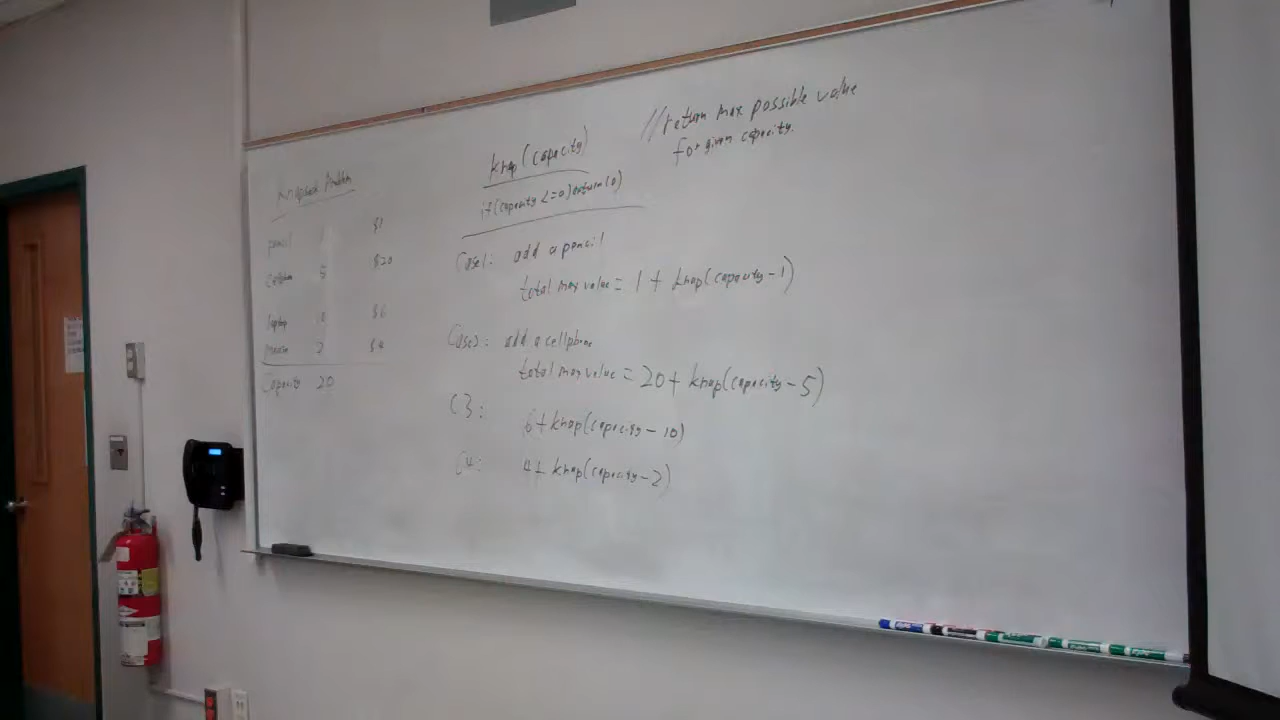 Knapsack Problem
pencil 1 $1
Cellphone 5 $20
laptop 10 $6
mouse 2 $4
Capacity 20
knap(capacity)
if(capacity <=0)return(0)
//return max possible value
for given capacity.
Case1: add a pencil
total max value = 1 + knap(capacity-1)
Case2: add a cellphone
total max value = 20+ knap(capacity-5)
C3:
6+knap(capacity-10)
C4: 4+ knap(capacity-2)